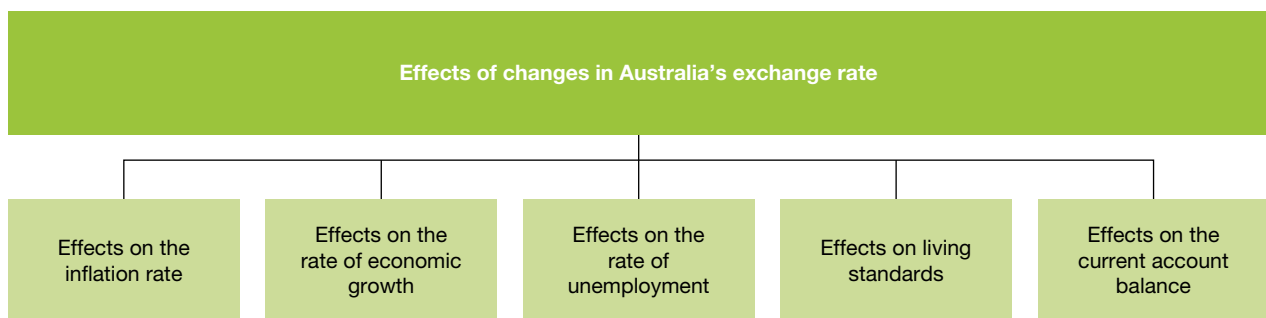 Effects of changes in Australia’s exchange rate
Effects on the
inflation rate
Effects on the
rate of economic
growth
Effects on the
rate of
unemployment
Effects on living
standards
Effects on the
current account
balance